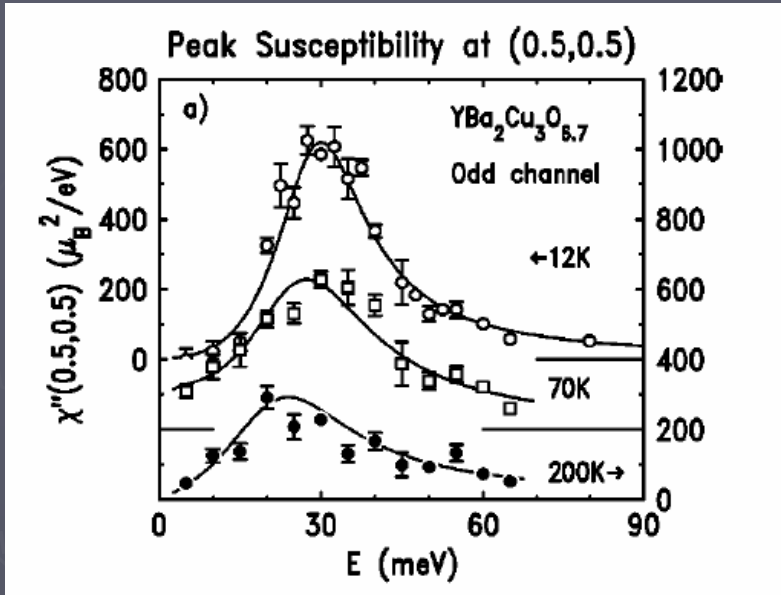 Peak Susceptibility at (0.5,0.5)
800
600
400
200
0
1200
1000
800
600
400
200
0
a)
YBa2Cu3O6.7
Odd channel
←12K
70K
200K→
χ''(0.5,0.5) (μB²/eV)
0 30 60 90
E (meV)